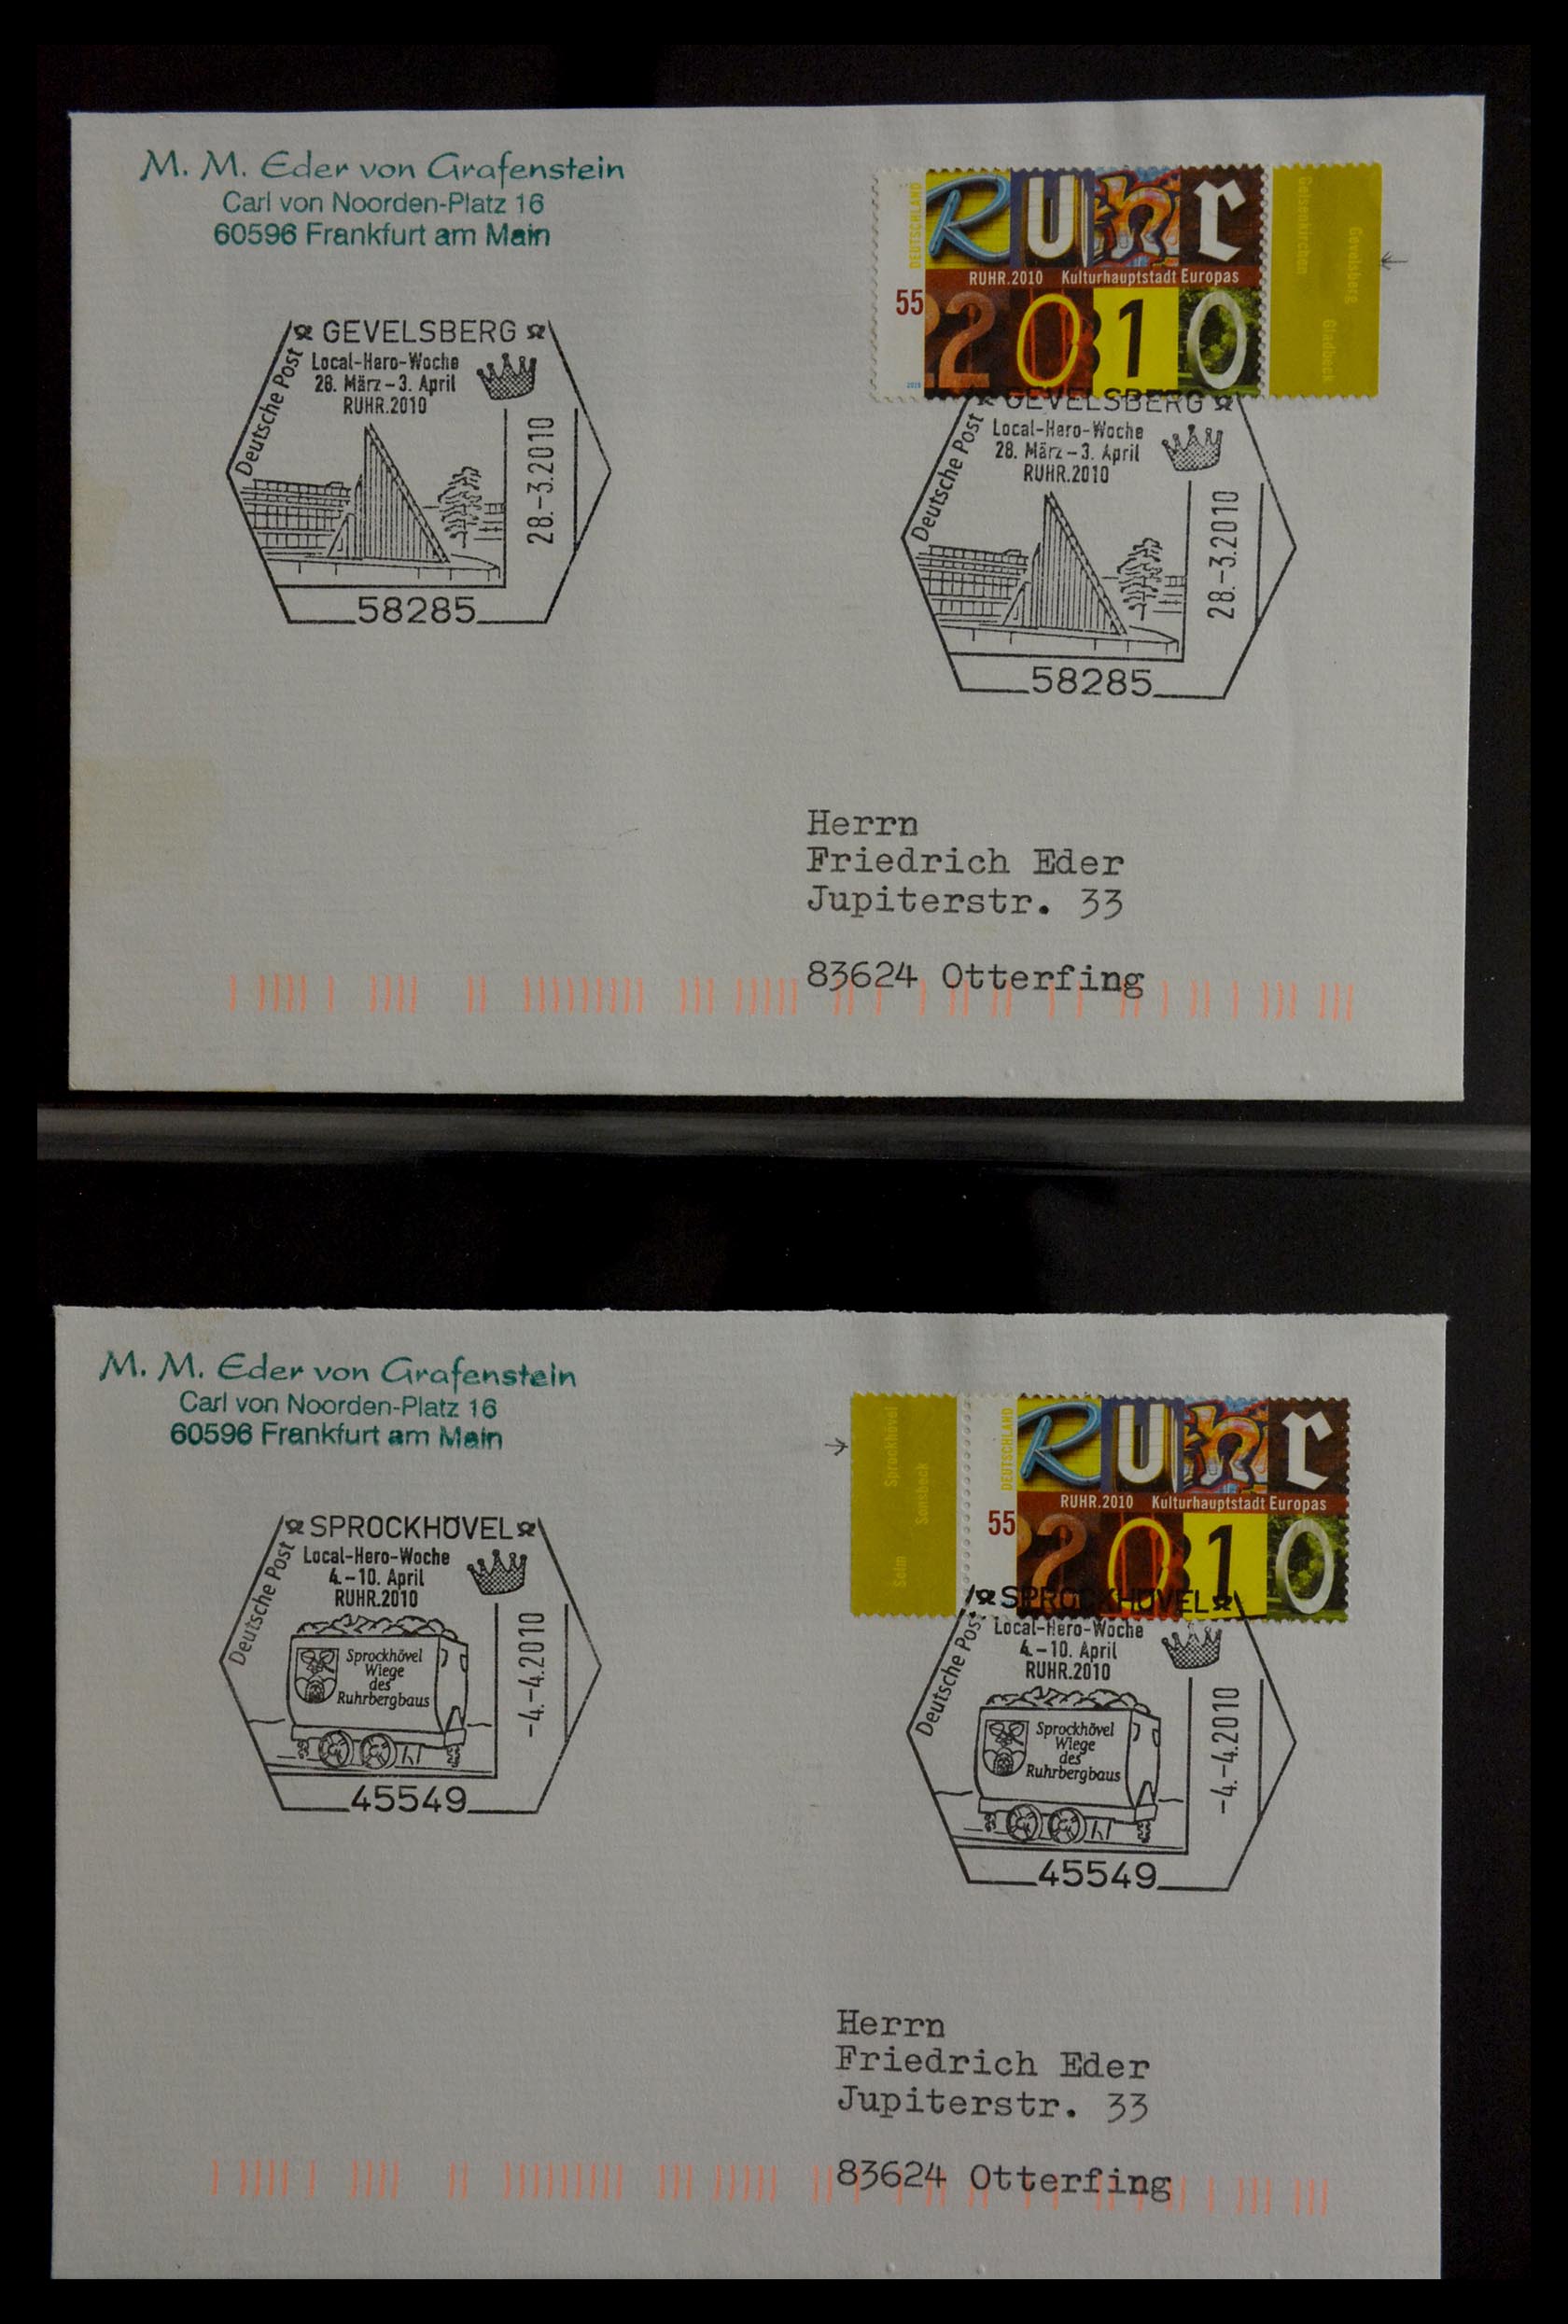 M. M. Eder von Grafenstein
Carl von Noorden-Platz 16
60596 Frankfurt am Main
DEUTSCHLAND
RUhr
RUHR.2010 Kulturhauptstadt Europas
55
2010
Gelsenkirchen
Gevelsberg
Gladbeck
GEVELSBERG
Deutsche Post
Local-Hero-Woche
28. März-3. April
RUHR.2010
28.-3.2010
58285
GEVELSBERG
Deutsche Post
Local-Hero-Woche
28. März-3. April
RUHR.2010
28.-3.2010
58285
Herrn
Friedrich Eder
Jupiterstr. 33
83624 Otterfing
M. M. Eder von Grafenstein
Carl von Noorden-Platz 16
60596 Frankfurt am Main
Sprockhövel
Sonsbeck
Selm
DEUTSCHLAND
RUhr
RUHR.2010 Kulturhauptstadt Europas
55
2010
SPROCKHÖVEL
Deutsche Post
Local-Hero-Woche
4.-10. April
RUHR.2010
Sprockhövel
Wiege
des
Ruhrbergbaus
-4.-4.2010
45549
SPROCKHÖVEL
Deutsche Post
Local-Hero-Woche
4.-10. April
RUHR.2010
Sprockhövel
Wiege
des
Ruhrbergbaus
-4.-4.2010
45549
Herrn
Friedrich Eder
Jupiterstr. 33
83624 Otterfing